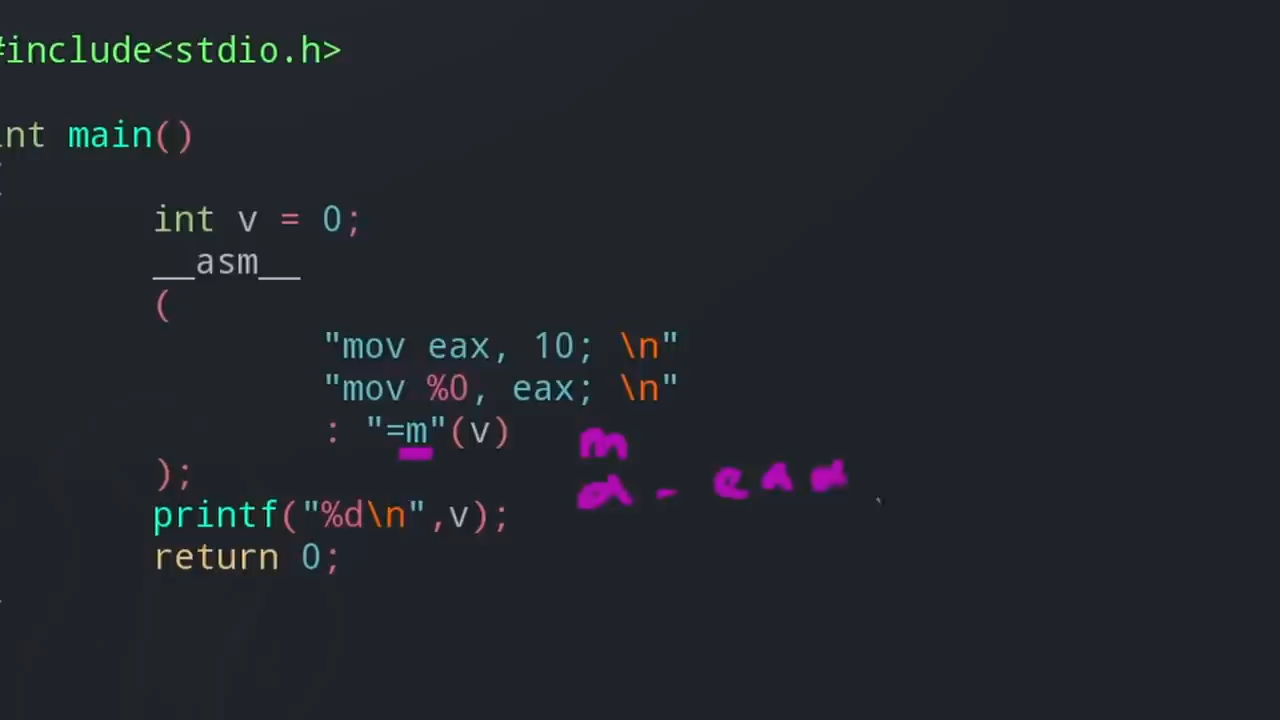 #include<stdio.h>
int main()
{
int v = 0;
__asm__
(
"mov eax, 10; \n"
"mov %0, eax; \n"
: "=m"(v)
m
);
a - eax
printf("%d\n",v);
return 0;